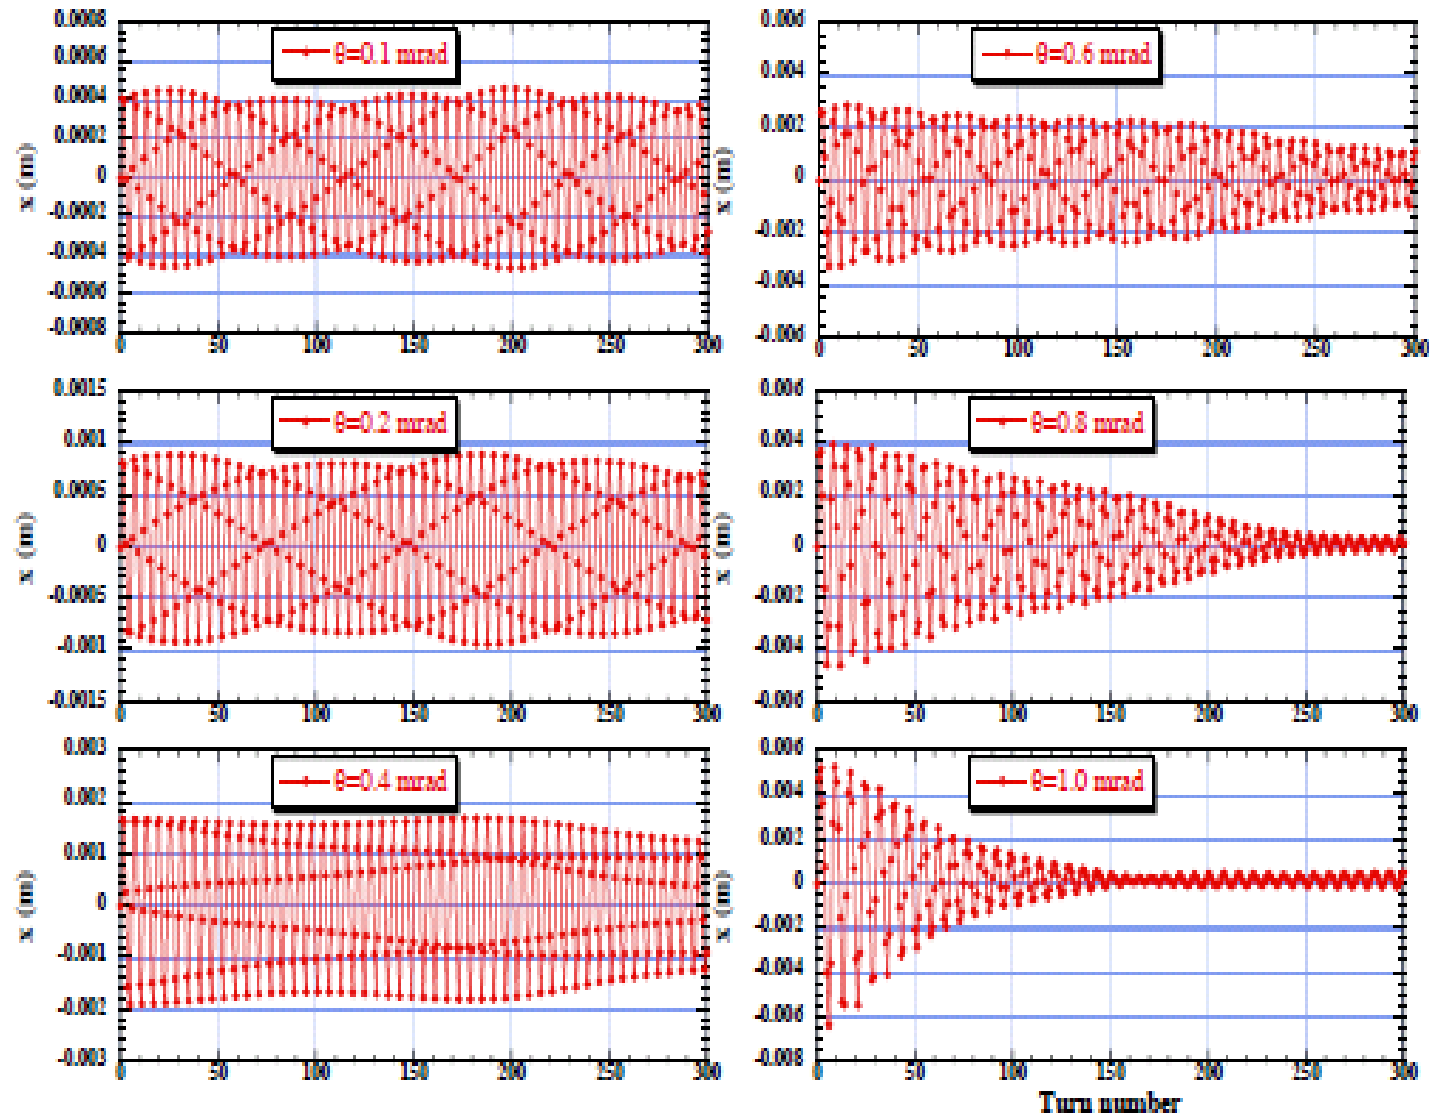 0.0008
0.0006
0.0004
0.0002
0
-0.0002
-0.0004
-0.0006
-0.0008
x (m)
θ=0.1 mrad
0 50 100 150 200 250 300
0.006
0.004
0.002
0
-0.002
-0.004
-0.006
x (m)
θ=0.6 mrad
0 50 100 150 200 250 300
0.0015
0.001
0.0005
0
-0.0005
-0.001
-0.0015
x (m)
θ=0.2 mrad
0 50 100 150 200 250 300
0.006
0.004
0.002
0
-0.002
-0.004
-0.006
x (m)
θ=0.8 mrad
0 50 100 150 200 250 300
0.003
0.002
0.001
0
-0.001
-0.002
-0.003
x (m)
θ=0.4 mrad
0 50 100 150 200 250 300
0.006
0.004
0.002
0
-0.002
-0.004
-0.006
-0.008
x (m)
θ=1.0 mrad
0 50 100 150 200 250 300
Turn number